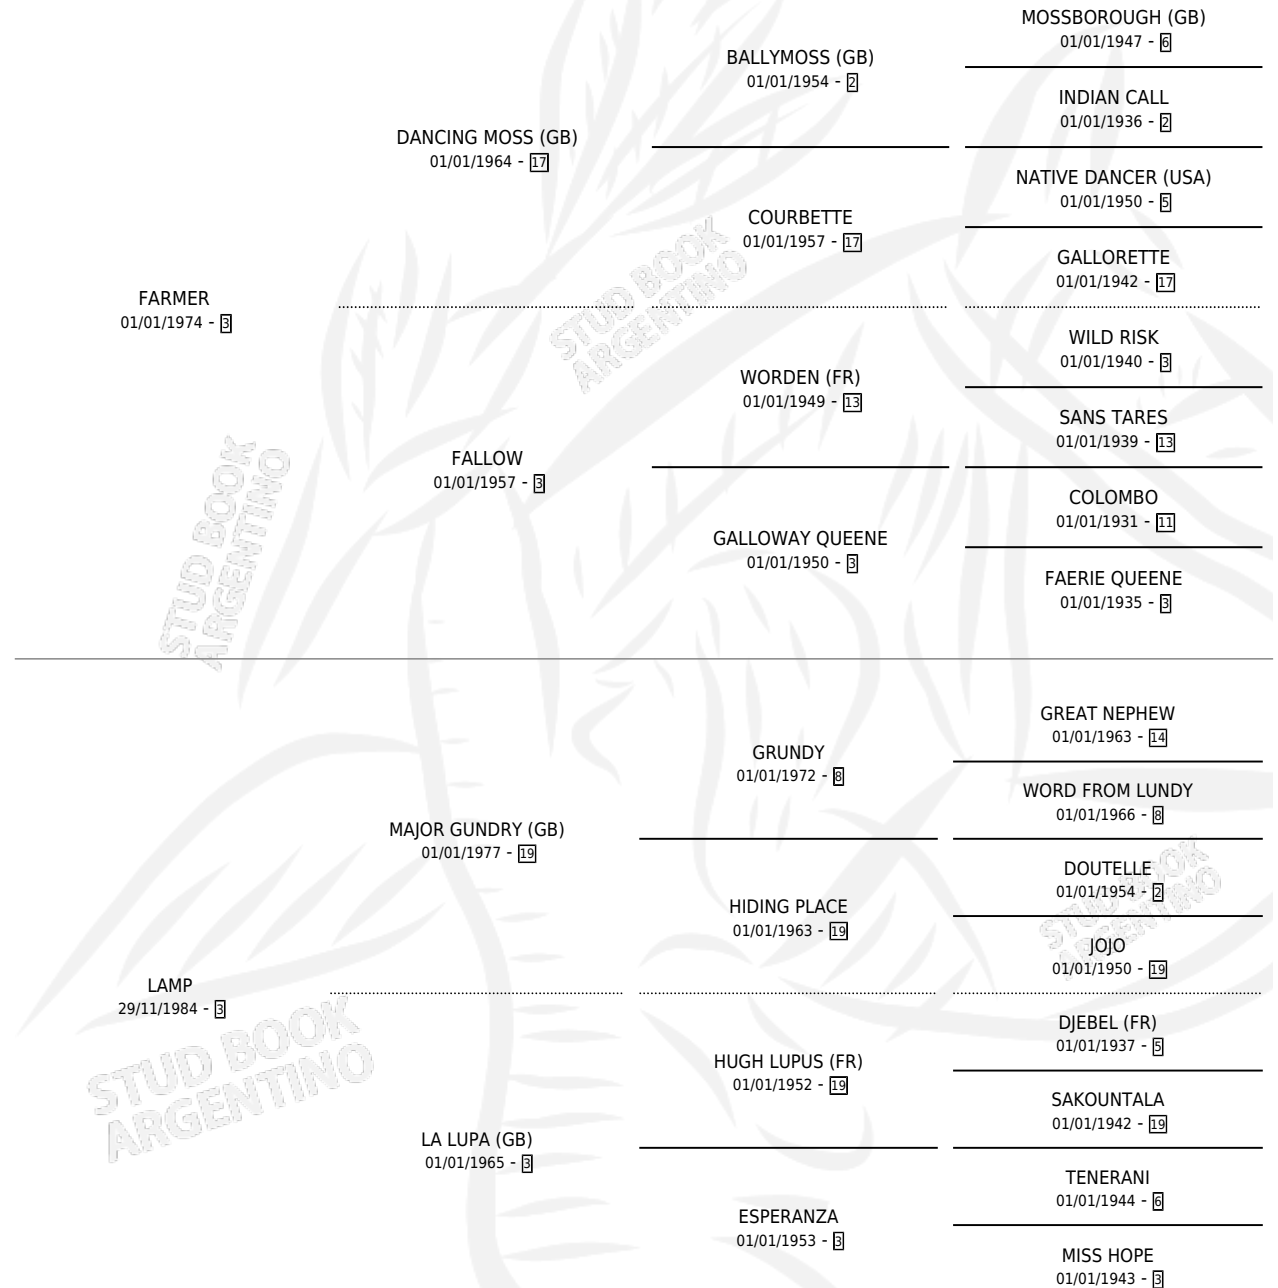 MOSSBOROUGH (GB)
01/01/1947 - 6
BALLYMOSS (GB)
01/01/1954 - 2
INDIAN CALL
01/01/1936 - 2
DANCING MOSS (GB)
01/01/1964 - 17
NATIVE DANCER (USA)
01/01/1950 - 5
COURBETTE
01/01/1957 - 17
GALLORETTE
01/01/1942 - 17
FARMER
01/01/1974 - 3
WILD RISK
01/01/1940 - 3
WORDEN (FR)
01/01/1949 - 13
SANS TARES
01/01/1939 - 13
FALLOW
01/01/1957 - 3
COLOMBO
01/01/1931 - 11
GALLOWAY QUEENE
01/01/1950 - 3
FAERIE QUEENE
01/01/1935 - 3
GREAT NEPHEW
01/01/1963 - 14
GRUNDY
01/01/1972 - 8
WORD FROM LUNDY
01/01/1966 - 8
MAJOR GUNDRY (GB)
01/01/1977 - 19
DOUTELLE
01/01/1954 - 2
HIDING PLACE
01/01/1963 - 19
JOJO
01/01/1950 - 19
LAMP
29/11/1984 - 3
DJEBEL (FR)
01/01/1937 - 5
HUGH LUPUS (FR)
01/01/1952 - 19
SAKOUNTALA
01/01/1942 - 19
LA LUPA (GB)
01/01/1965 - 3
TENERANI
01/01/1944 - 6
ESPERANZA
01/01/1953 - 3
MISS HOPE
01/01/1943 - 3
STUD BOOK
ARGENTINO
STUD BOOK
ARGENTINO
STUD BOOK
ARGENTINO
STUD BOOK
ARGENTINO